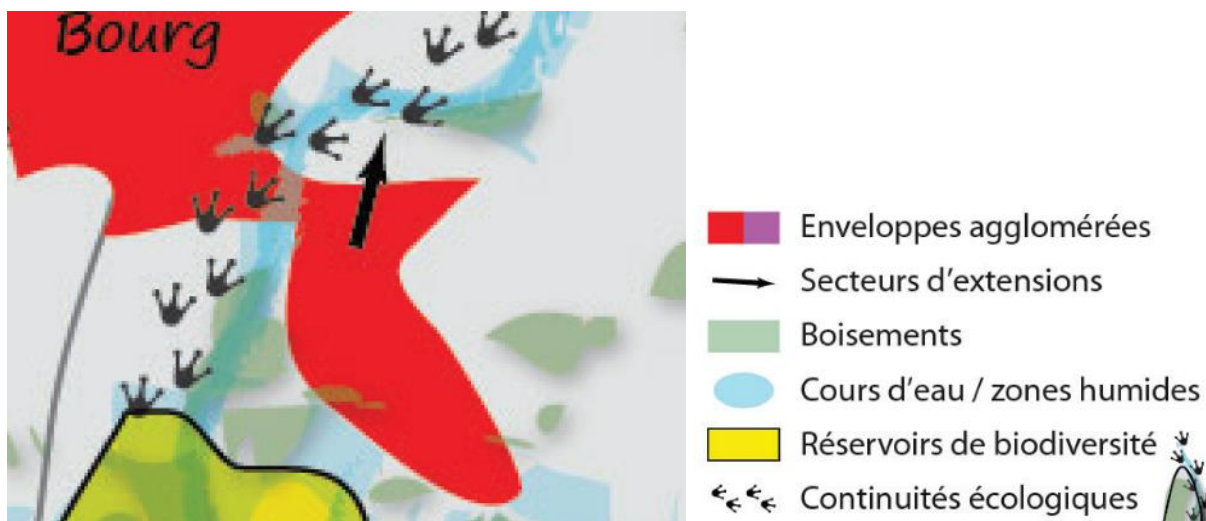 Bourg
Enveloppes agglomérées
Secteurs d'extensions
Boisements
Cours d'eau / zones humides
Réservoirs de biodiversité
Continuités écologiques